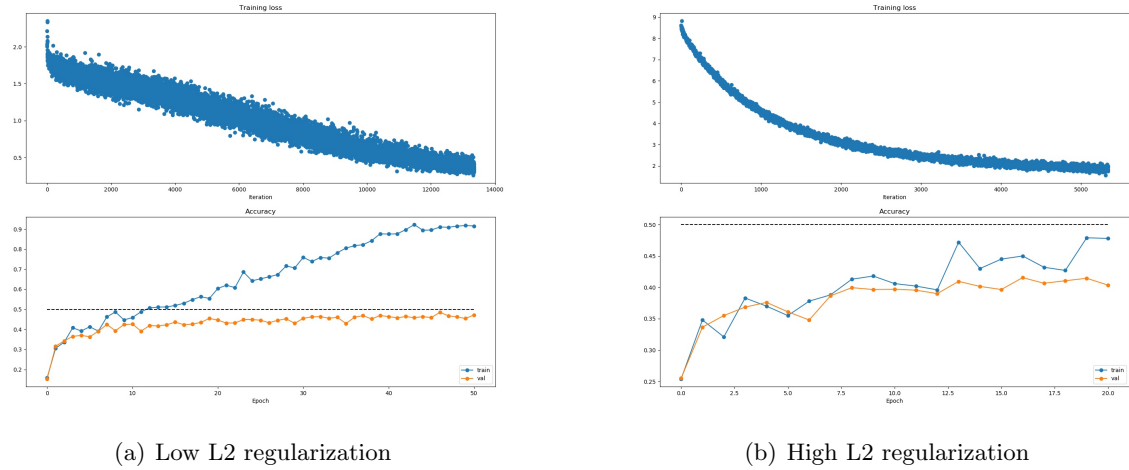 Training loss
2.0
1.5
1.0
0.5
0 2000 4000 6000 8000 10000 12000 14000
Iteration
Accuracy
0.9
0.8
0.7
0.6
0.5
0.4
0.3
0.2
train
val
0 10 20 30 40 50
Epoch
(a) Low L2 regularization
Training loss
9
8
7
6
5
4
3
2
0 1000 2000 3000 4000 5000
Iteration
Accuracy
0.50
0.45
0.40
0.35
0.30
0.25
train
val
0.0 2.5 5.0 7.5 10.0 12.5 15.0 17.5 20.0
Epoch
(b) High L2 regularization